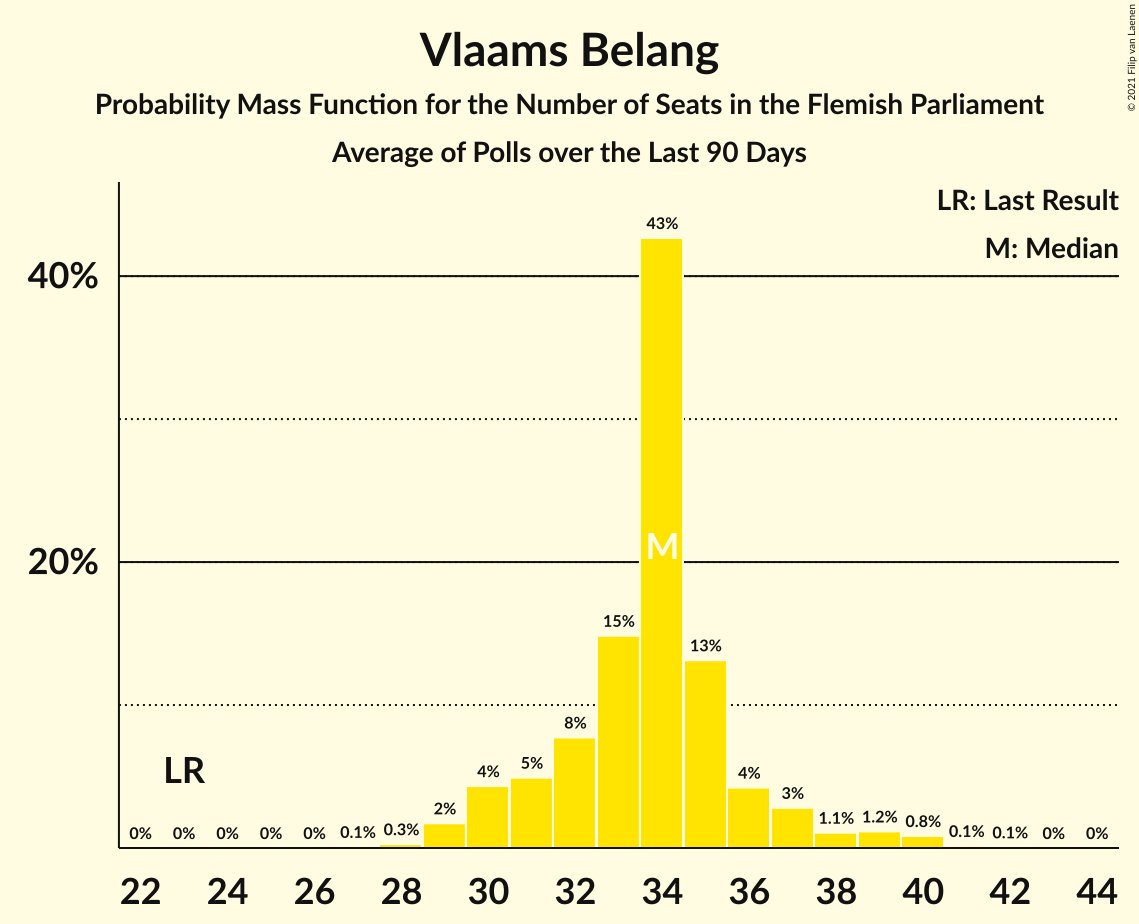 © 2021 Filip van Laenen
Vlaams Belang
Probability Mass Function for the Number of Seats in the Flemish Parliament
Average of Polls over the Last 90 Days
LR: Last Result
M: Median
43%
40%
M
20%
15%
13%
8%
LR
5%
4%
4%
3%
2%
0% 0% 0% 0% 0% 0.1% 0.3% 1.1% 1.2% 0.8% 0.1% 0.1% 0% 0%
22 24 26 28 30 32 34 36 38 40 42 44